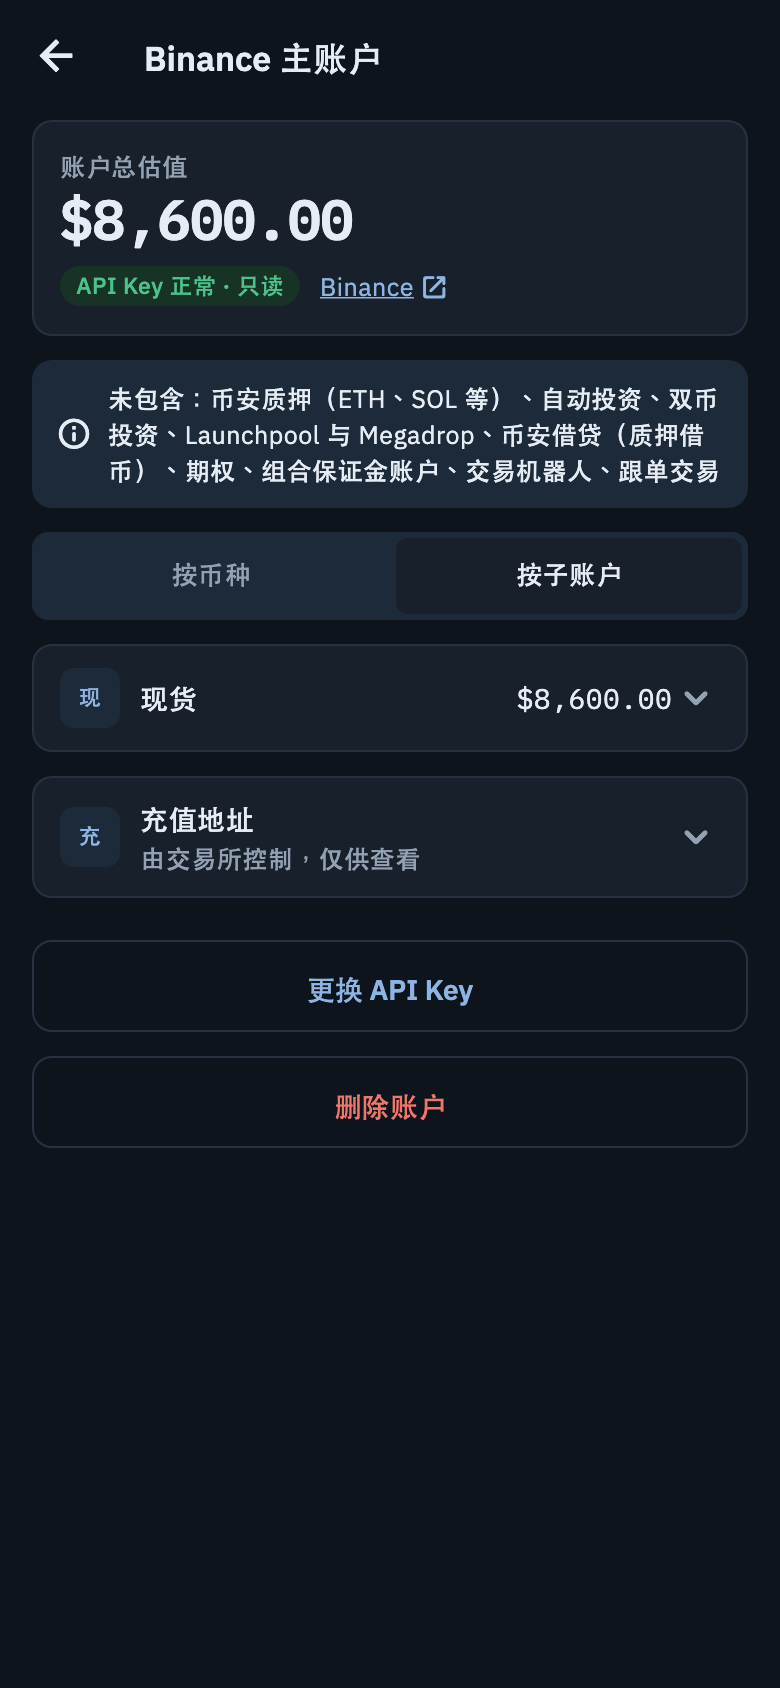 Binance 主账户
账户总估值
$8,600.00
API Key 正常 · 只读
Binance
未包含：币安质押（ETH、SOL 等）、自动投资、双币
投资、Launchpool 与 Megadrop、币安借贷（质押借
币）、期权、组合保证金账户、交易机器人、跟单交易
按币种
按子账户
现
现货
$8,600.00
充
充值地址
由交易所控制，仅供查看
更换 API Key
删除账户